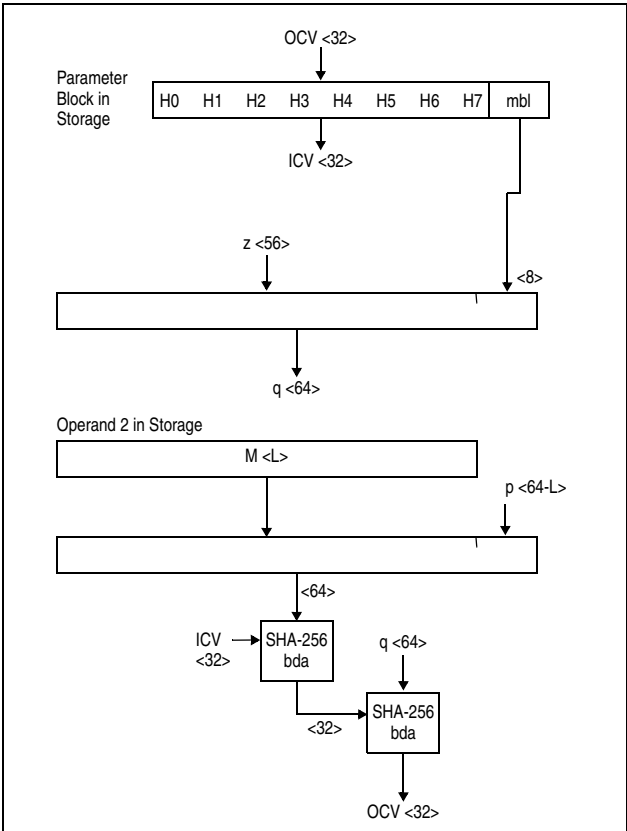 OCV <32>
Parameter
Block in
Storage
H0 H1 H2 H3 H4 H5 H6 H7 mbl
ICV <32>
z <56>
<8>
q <64>
Operand 2 in Storage
M <L>
p <64-L>
<64>
ICV
<32>
SHA-256
bda
q <64>
<32>
SHA-256
bda
OCV <32>